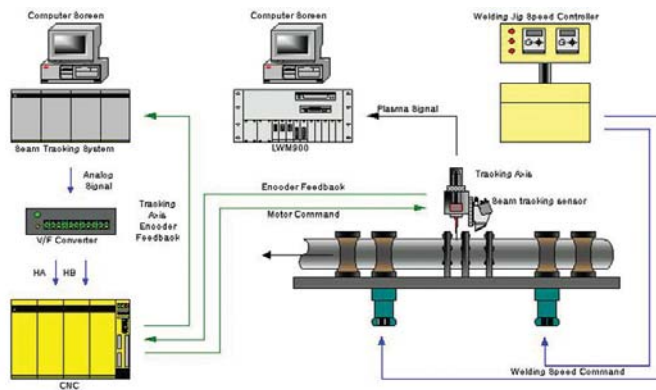 Computer Screen
Computer Screen
Welding Jig Speed Controller
Plasma Signal
Seam Tracking System
LWM900
Analog
Signal
Tracking
Axis
Encoder
Feedback
Encoder Feedback
Tracking Axis
Seam tracking sensor
Motor Command
V/F Converter
HA
HB
CNC
Welding Speed Command